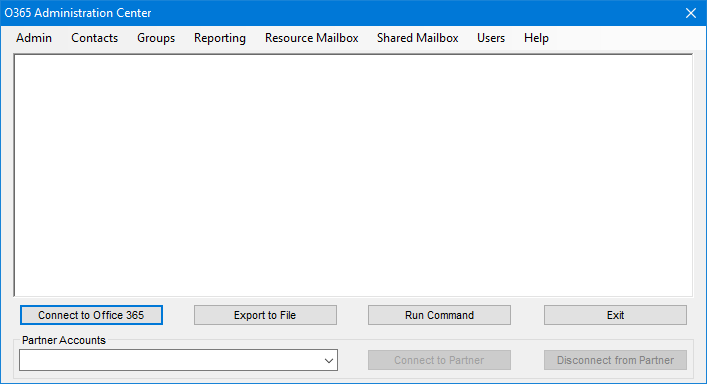 O365 Administration Center
Admin Contacts Groups Reporting Resource Mailbox Shared Mailbox Users Help
Connect to Office 365 Export to File Run Command Exit
Partner Accounts
Connect to Partner Disconnect from Partner